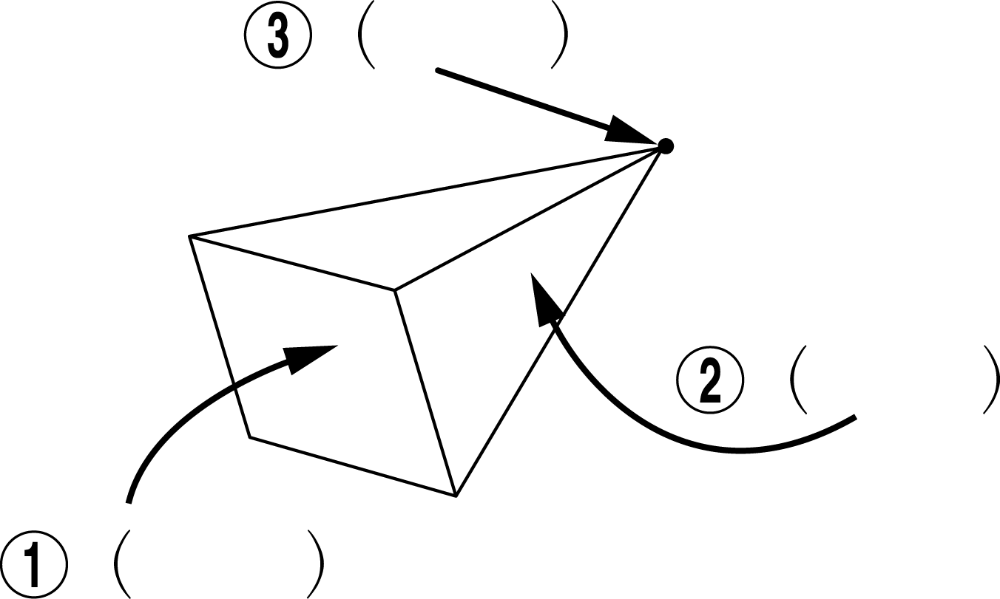 ③ (　　　)
② (　　　)
① (　　　)